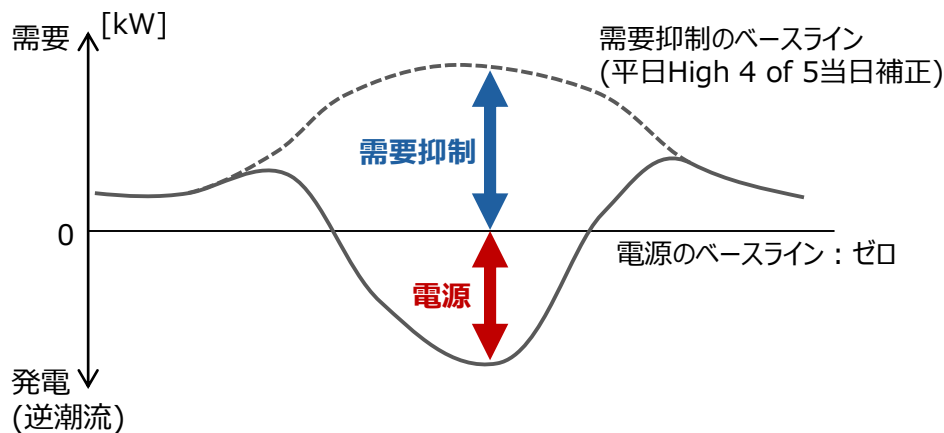 需要 [kW]
需要抑制のベースライン
(平日High 4 of 5当日補正)
需要抑制
0
電源のベースライン：ゼロ
電源
発電
(逆潮流)